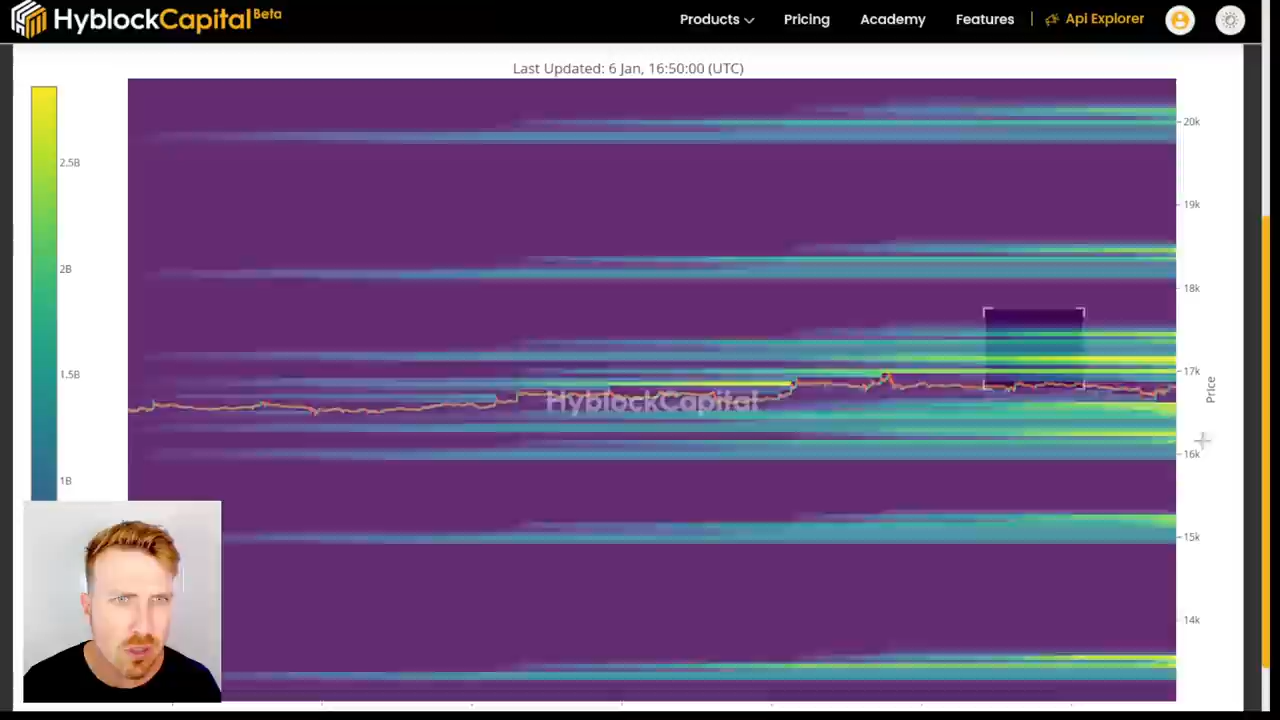 HyblockCapital Beta
Products Pricing Academy Features Api Explorer
Last Updated: 6 Jan, 16:50:00 (UTC)
2.5B
2B
1.5B
1B
20k
19k
18k
17k
16k
15k
14k
Price
HyblockCapital